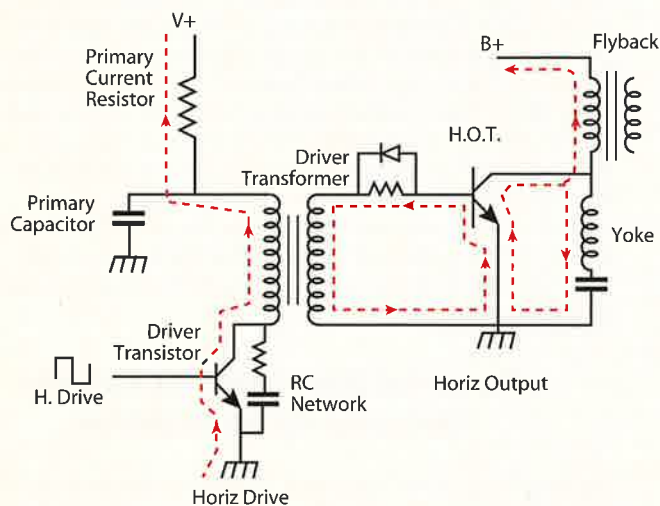 V+
Primary
Current
Resistor
B+
Flyback
H.O.T.
Driver
Transformer
Primary
Capacitor
Yoke
Driver
Transistor
H. Drive
RC
Network
Horiz Output
Horiz Drive